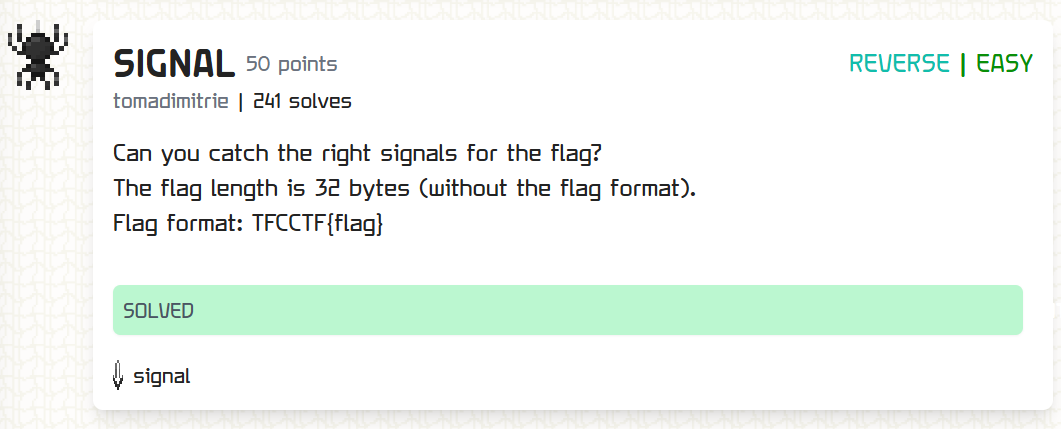 SIGNAL 50 points REVERSE | EASY
tomadimitrie | 241 solves
Can you catch the right signals for the flag?
The flag length is 32 bytes (without the flag format).
Flag format: TFCCTF{flag}
SOLVED
signal